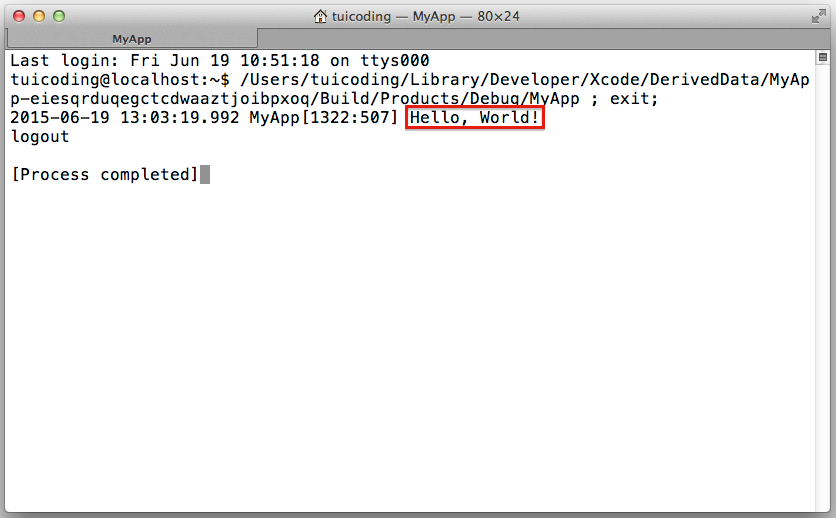 tuicoding — MyApp — 80×24
MyApp
Last login: Fri Jun 19 10:51:18 on ttys000
tuicoding@localhost:~$ /Users/tuicoding/Library/Developer/Xcode/DerivedData/MyAp
p-eiesqrduqegctcdwaaztjoibpxoq/Build/Products/Debug/MyApp ; exit;
2015-06-19 13:03:19.992 MyApp[1322:507] Hello, World!
logout
[Process completed]